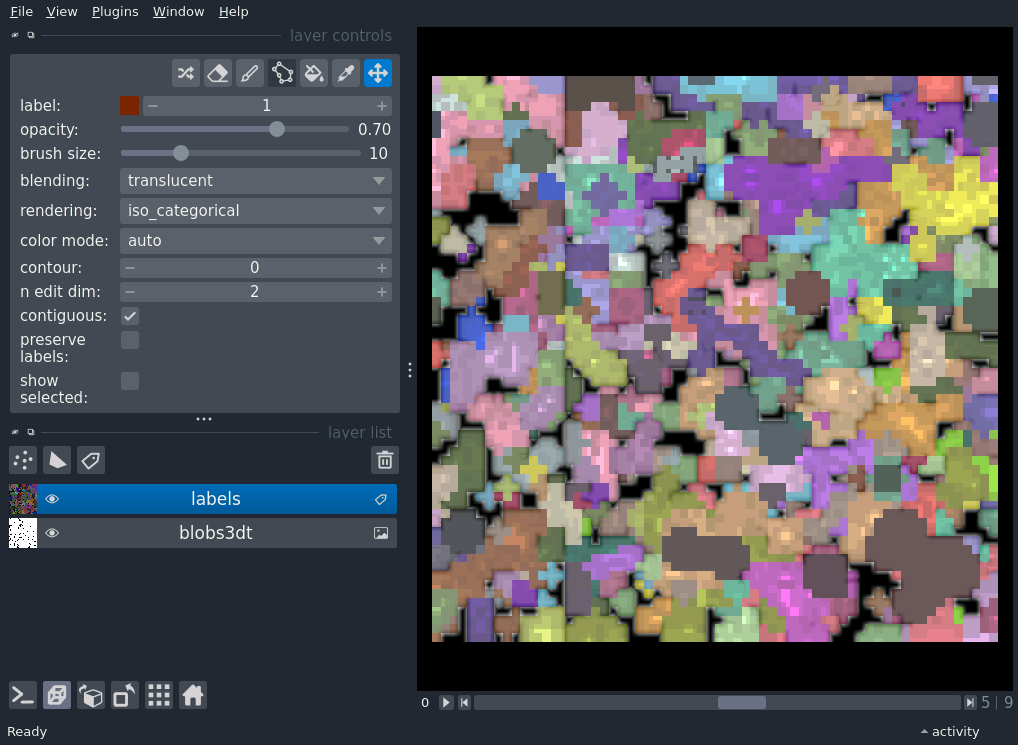 File View Plugins Window Help
layer controls
label: 1
opacity: 0.70
brush size: 10
blending: translucent
rendering: iso_categorical
color mode: auto
contour: 0
n edit dim: 2
contiguous:
preserve
labels:
show
selected:
layer list
labels
blobs3dt
0 5 | 9
Ready activity